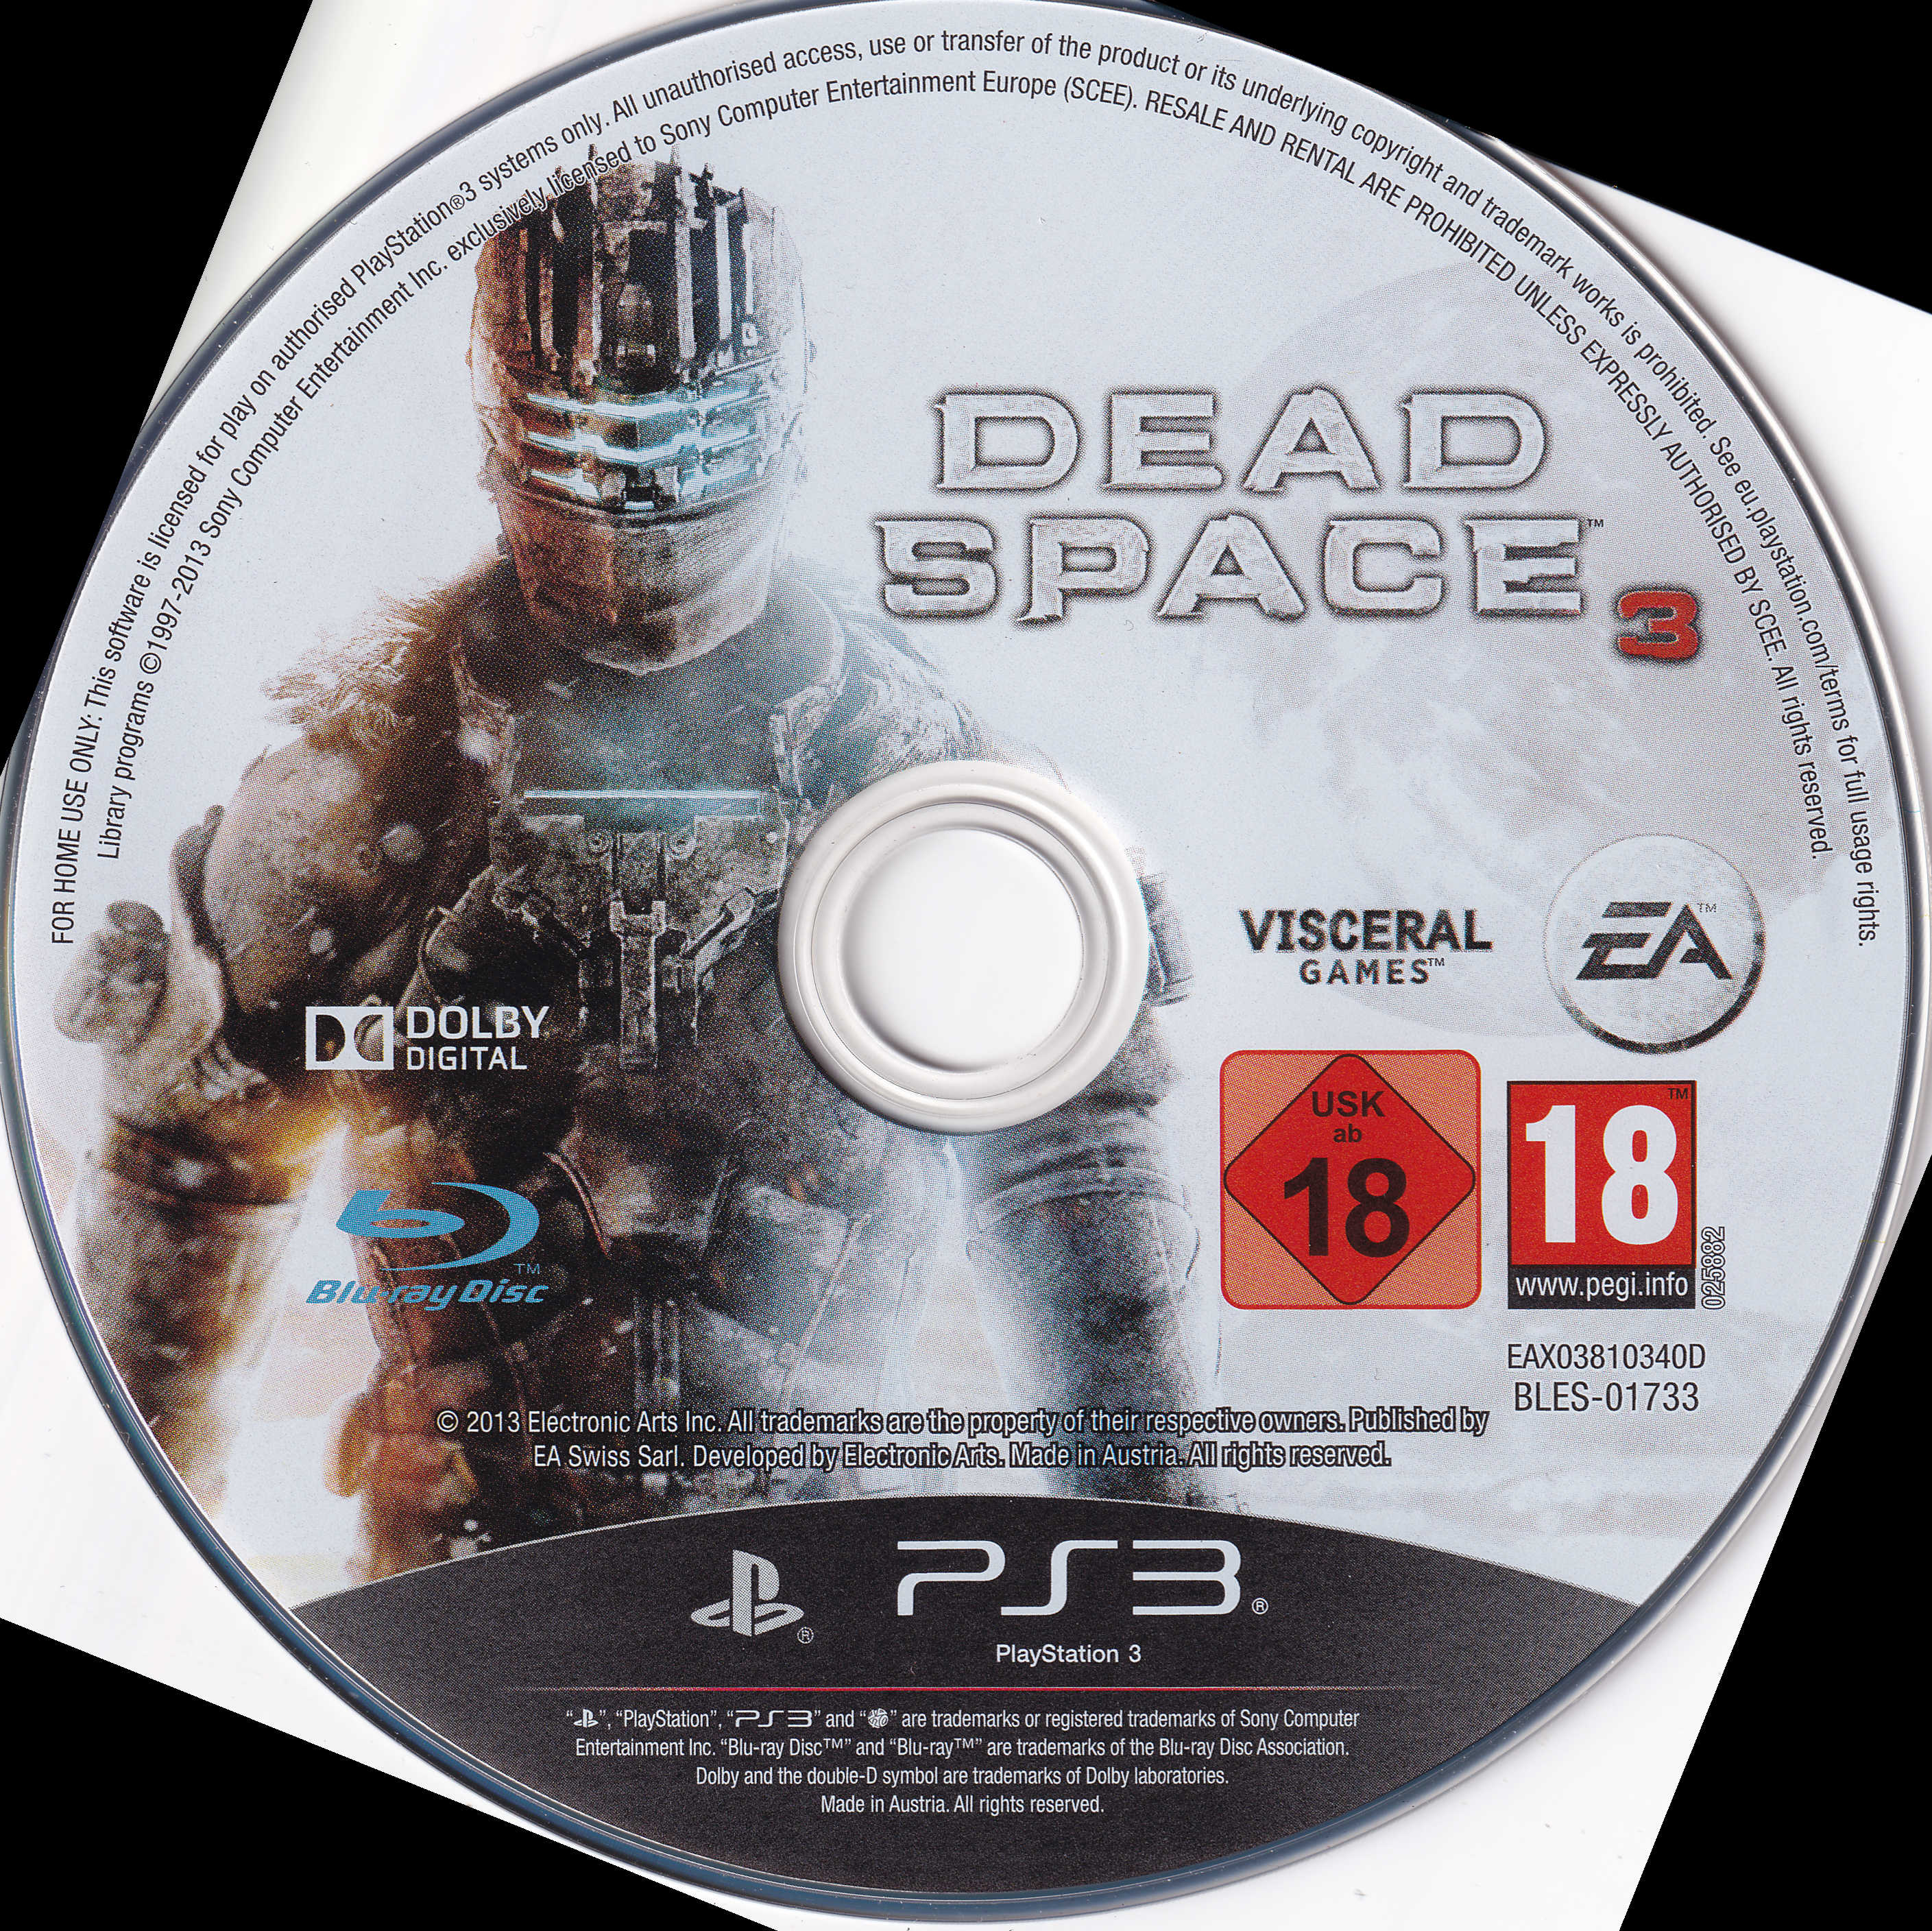 FOR HOME USE ONLY: This software is licensed for play on authorised PlayStation®3 systems only. All unauthorised access, use or transfer of the product or its underlying copyright and trademark works is prohibited. See eu.playstation.com/terms for full usage rights.
Library programs ©1997-2013 Sony Computer Entertainment Inc. exclusively licensed to Sony Computer Entertainment Europe (SCEE). RESALE AND RENTAL ARE PROHIBITED UNLESS EXPRESSLY AUTHORISED BY SCEE. All rights reserved.
DEAD
SPACE™
3
VISCERAL
GAMES™
EA™
DOLBY
DIGITAL
USK
ab
18
18™
www.pegi.info
025882
Blu-ray Disc™
EAX03810340D
BLES-01733
© 2013 Electronic Arts Inc. All trademarks are the property of their respective owners. Published by
EA Swiss Sarl. Developed by Electronic Arts. Made in Austria. All rights reserved.
PS3®
PlayStation 3
“ ”, “PlayStation”, “PS3” and “ ” are trademarks or registered trademarks of Sony Computer
Entertainment Inc. “Blu-ray Disc™” and “Blu-ray™” are trademarks of the Blu-ray Disc Association.
Dolby and the double-D symbol are trademarks of Dolby laboratories.
Made in Austria. All rights reserved.